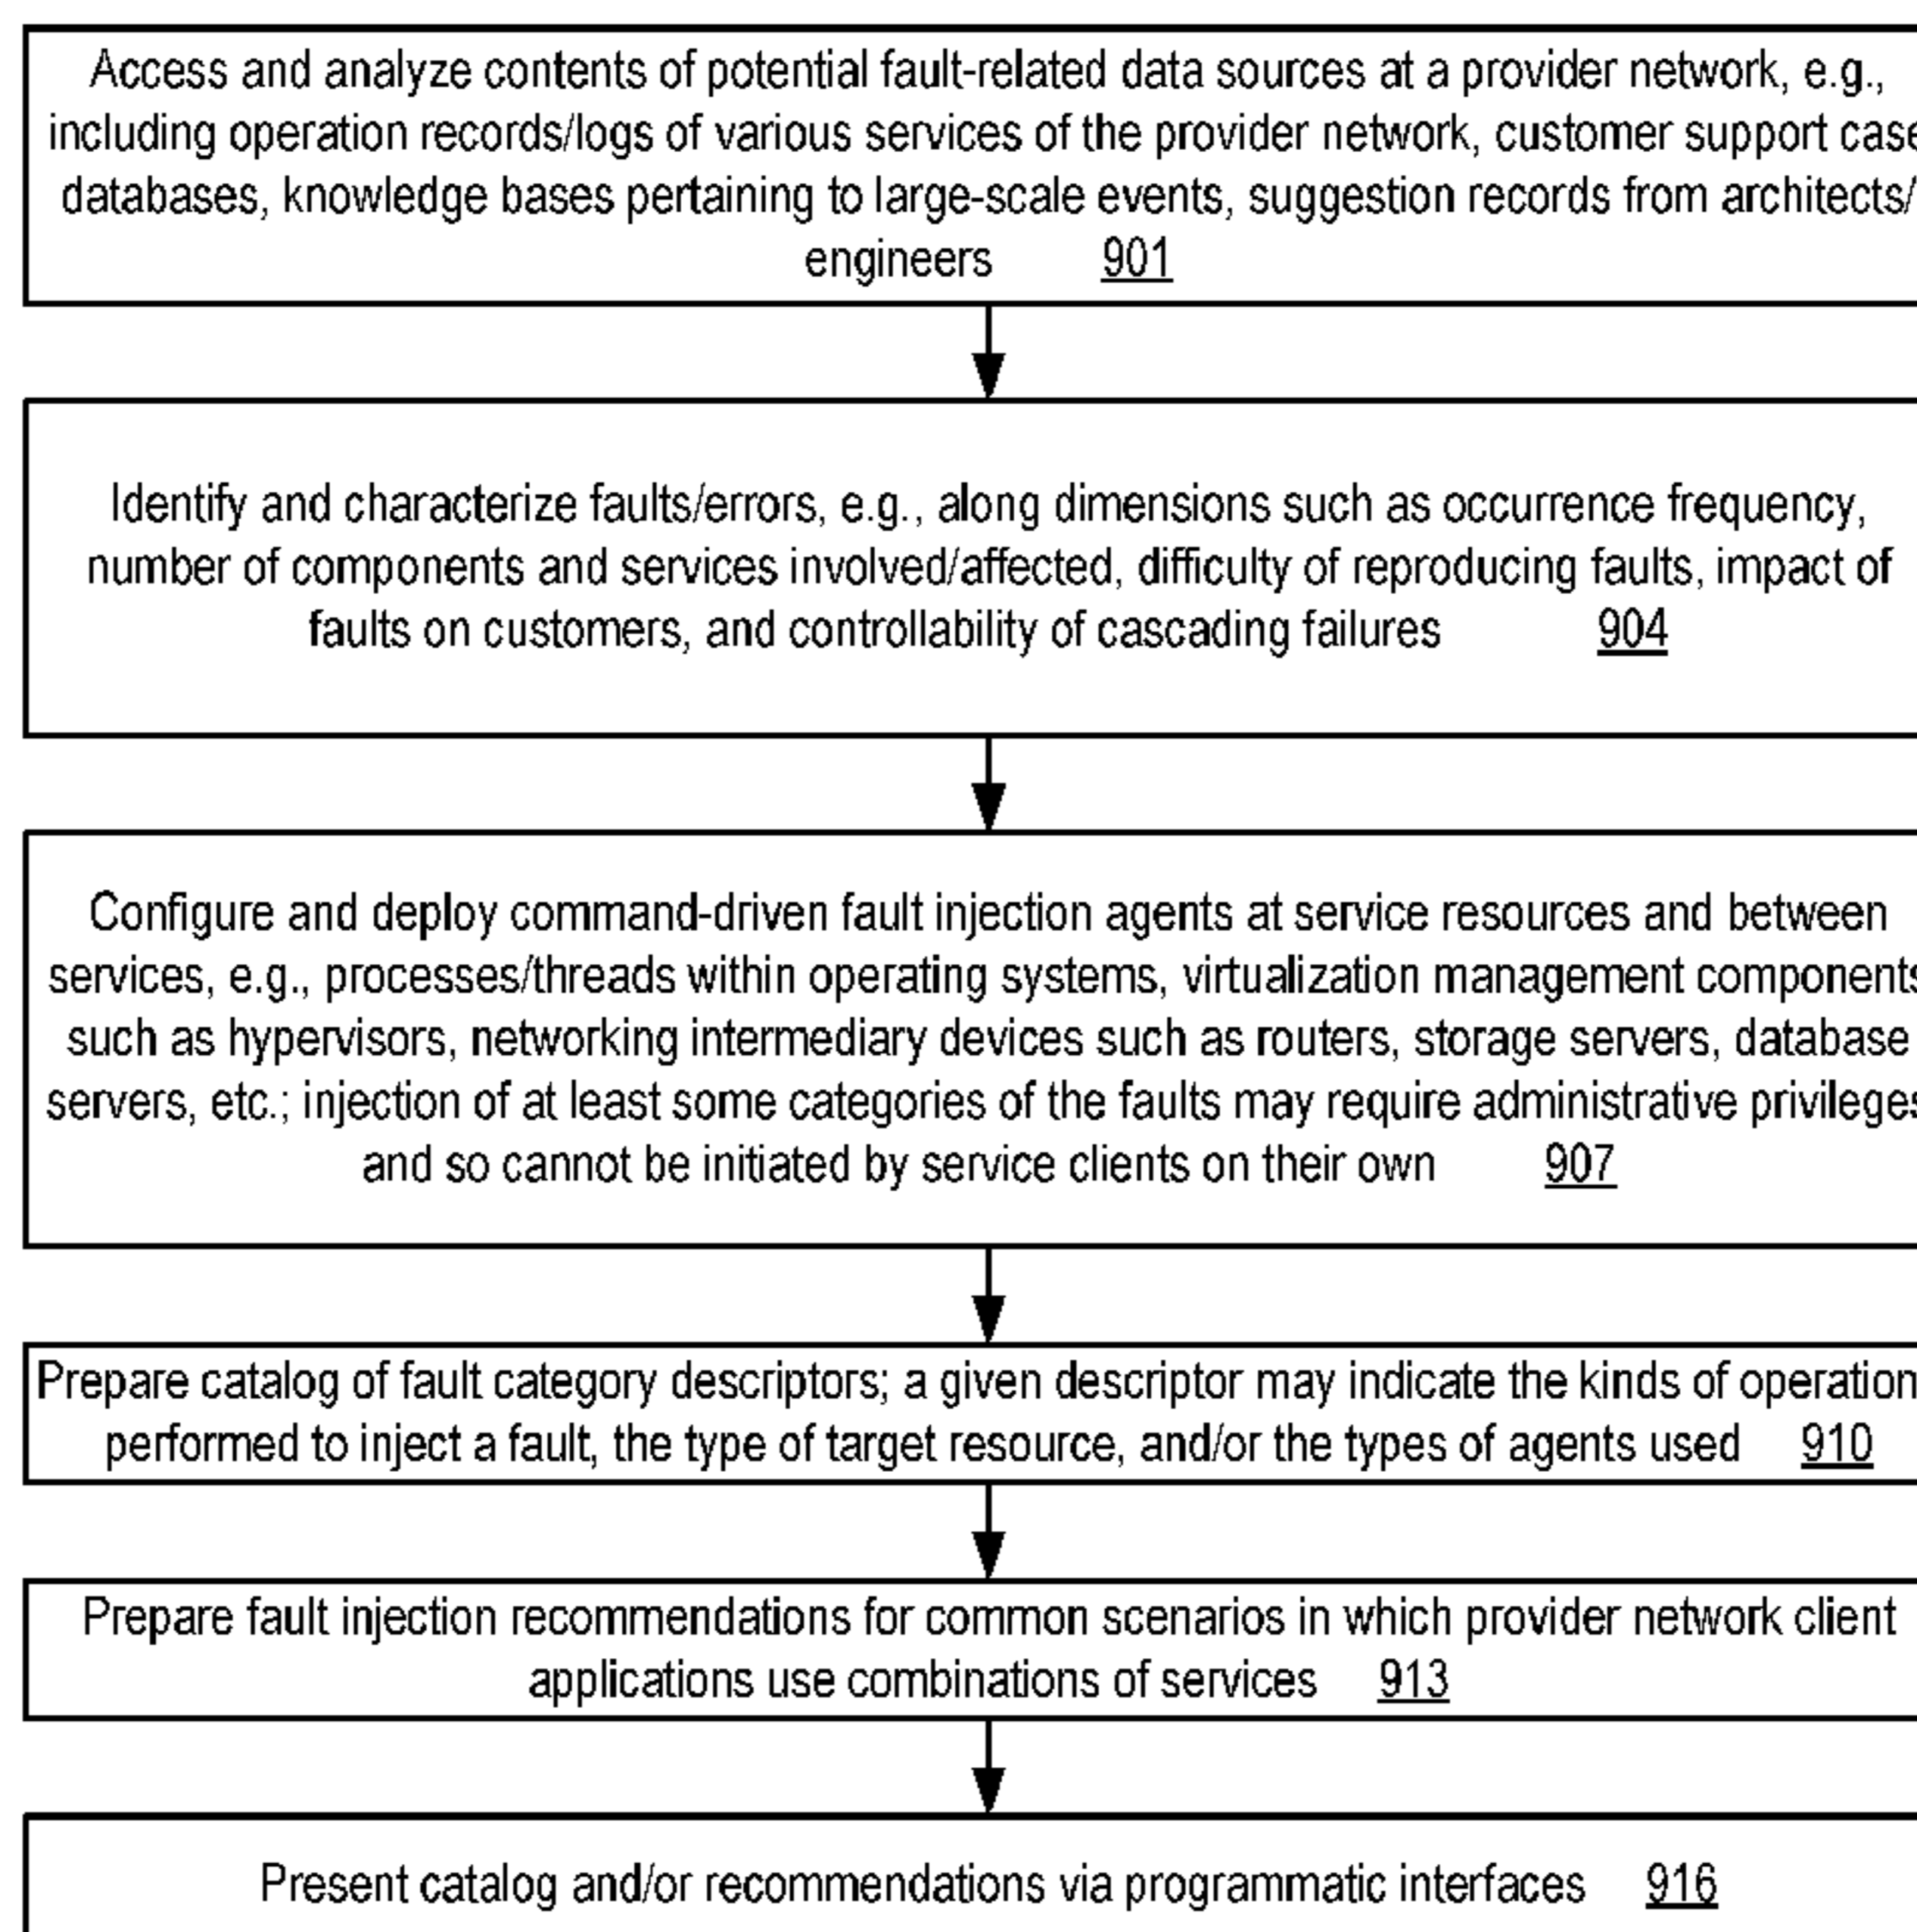 Access and analyze contents of potential fault-related data sources at a provider network, e.g.,
including operation records/logs of various services of the provider network, customer support case
databases, knowledge bases pertaining to large-scale events, suggestion records from architects/
engineers 901
Identify and characterize faults/errors, e.g., along dimensions such as occurrence frequency,
number of components and services involved/affected, difficulty of reproducing faults, impact of
faults on customers, and controllability of cascading failures 904
Configure and deploy command-driven fault injection agents at service resources and between
services, e.g., processes/threads within operating systems, virtualization management components
such as hypervisors, networking intermediary devices such as routers, storage servers, database
servers, etc.; injection of at least some categories of the faults may require administrative privileges
and so cannot be initiated by service clients on their own 907
Prepare catalog of fault category descriptors; a given descriptor may indicate the kinds of operation
performed to inject a fault, the type of target resource, and/or the types of agents used 910
Prepare fault injection recommendations for common scenarios in which provider network client
applications use combinations of services 913
Present catalog and/or recommendations via programmatic interfaces 916